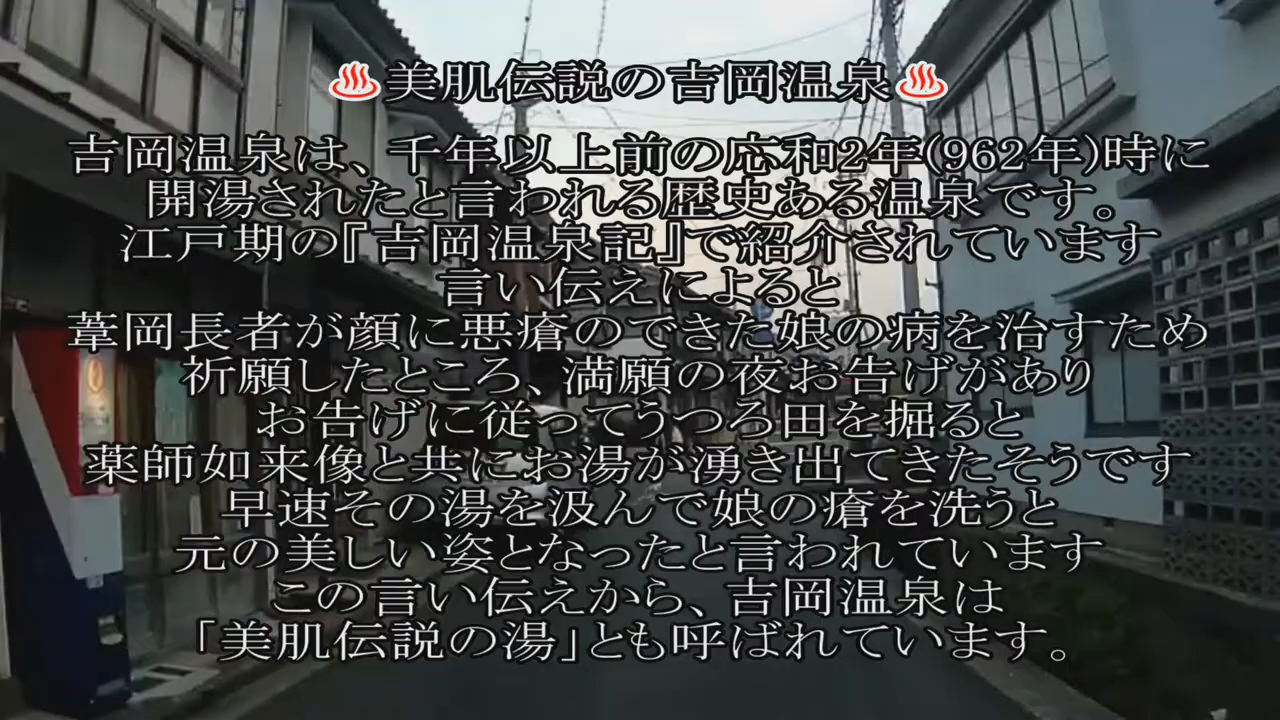 ♨美肌伝説の吉岡温泉♨
吉岡温泉は、千年以上前の応和2年(962年)時に
開湯されたと言われる歴史ある温泉です。
江戸期の『吉岡温泉記』で紹介されています
言い伝えによると
葦岡長者が顔に悪瘡のできた娘の病を治すため
祈願したところ、満願の夜お告げがあり
お告げに従ってうつろ田を掘ると
薬師如来像と共にお湯が湧き出てきたそうです
早速その湯を汲んで娘の瘡を洗うと
元の美しい姿となったと言われています
この言い伝えから、吉岡温泉は
「美肌伝説の湯」とも呼ばれています。